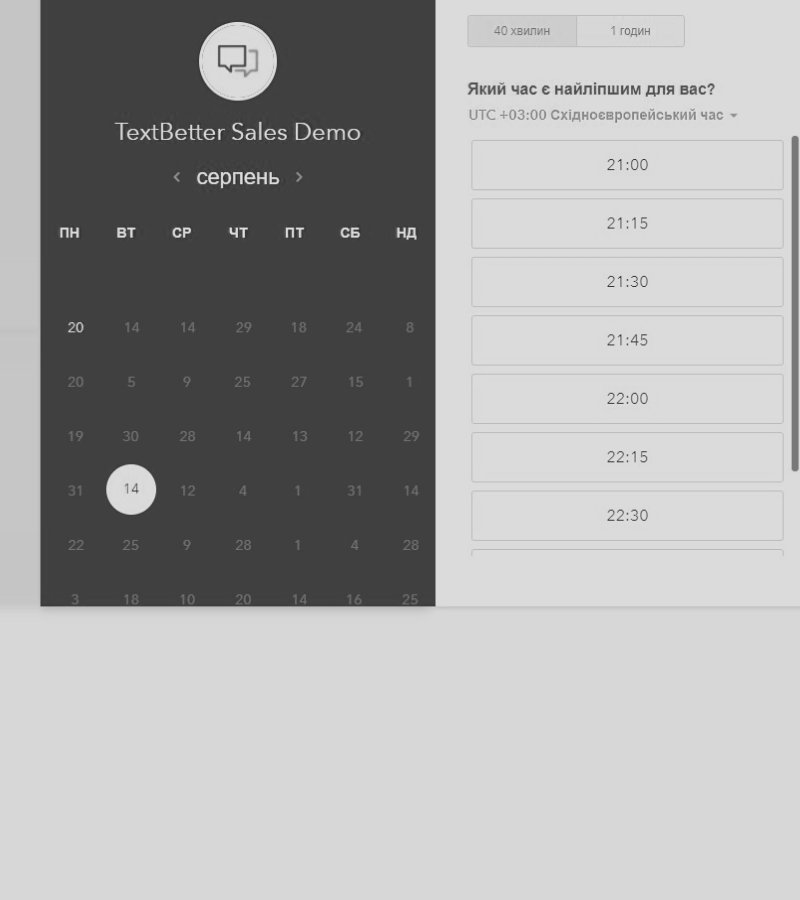 TextBetter Sales Demo
серпень
ПН ВТ СР ЧТ ПТ СБ НД
20 14 14 29 18 24 8
20 5 9 25 27 15 1
19 30 28 14 13 12 29
31 14 12 4 1 31 14
22 25 9 28 1 4 28
3 18 10 20 14 16 25
40 хвилин 1 годин
Який час є найліпшим для вас?
UTC +03:00 Східноєвропейський час
21:00
21:15
21:30
21:45
22:00
22:15
22:30